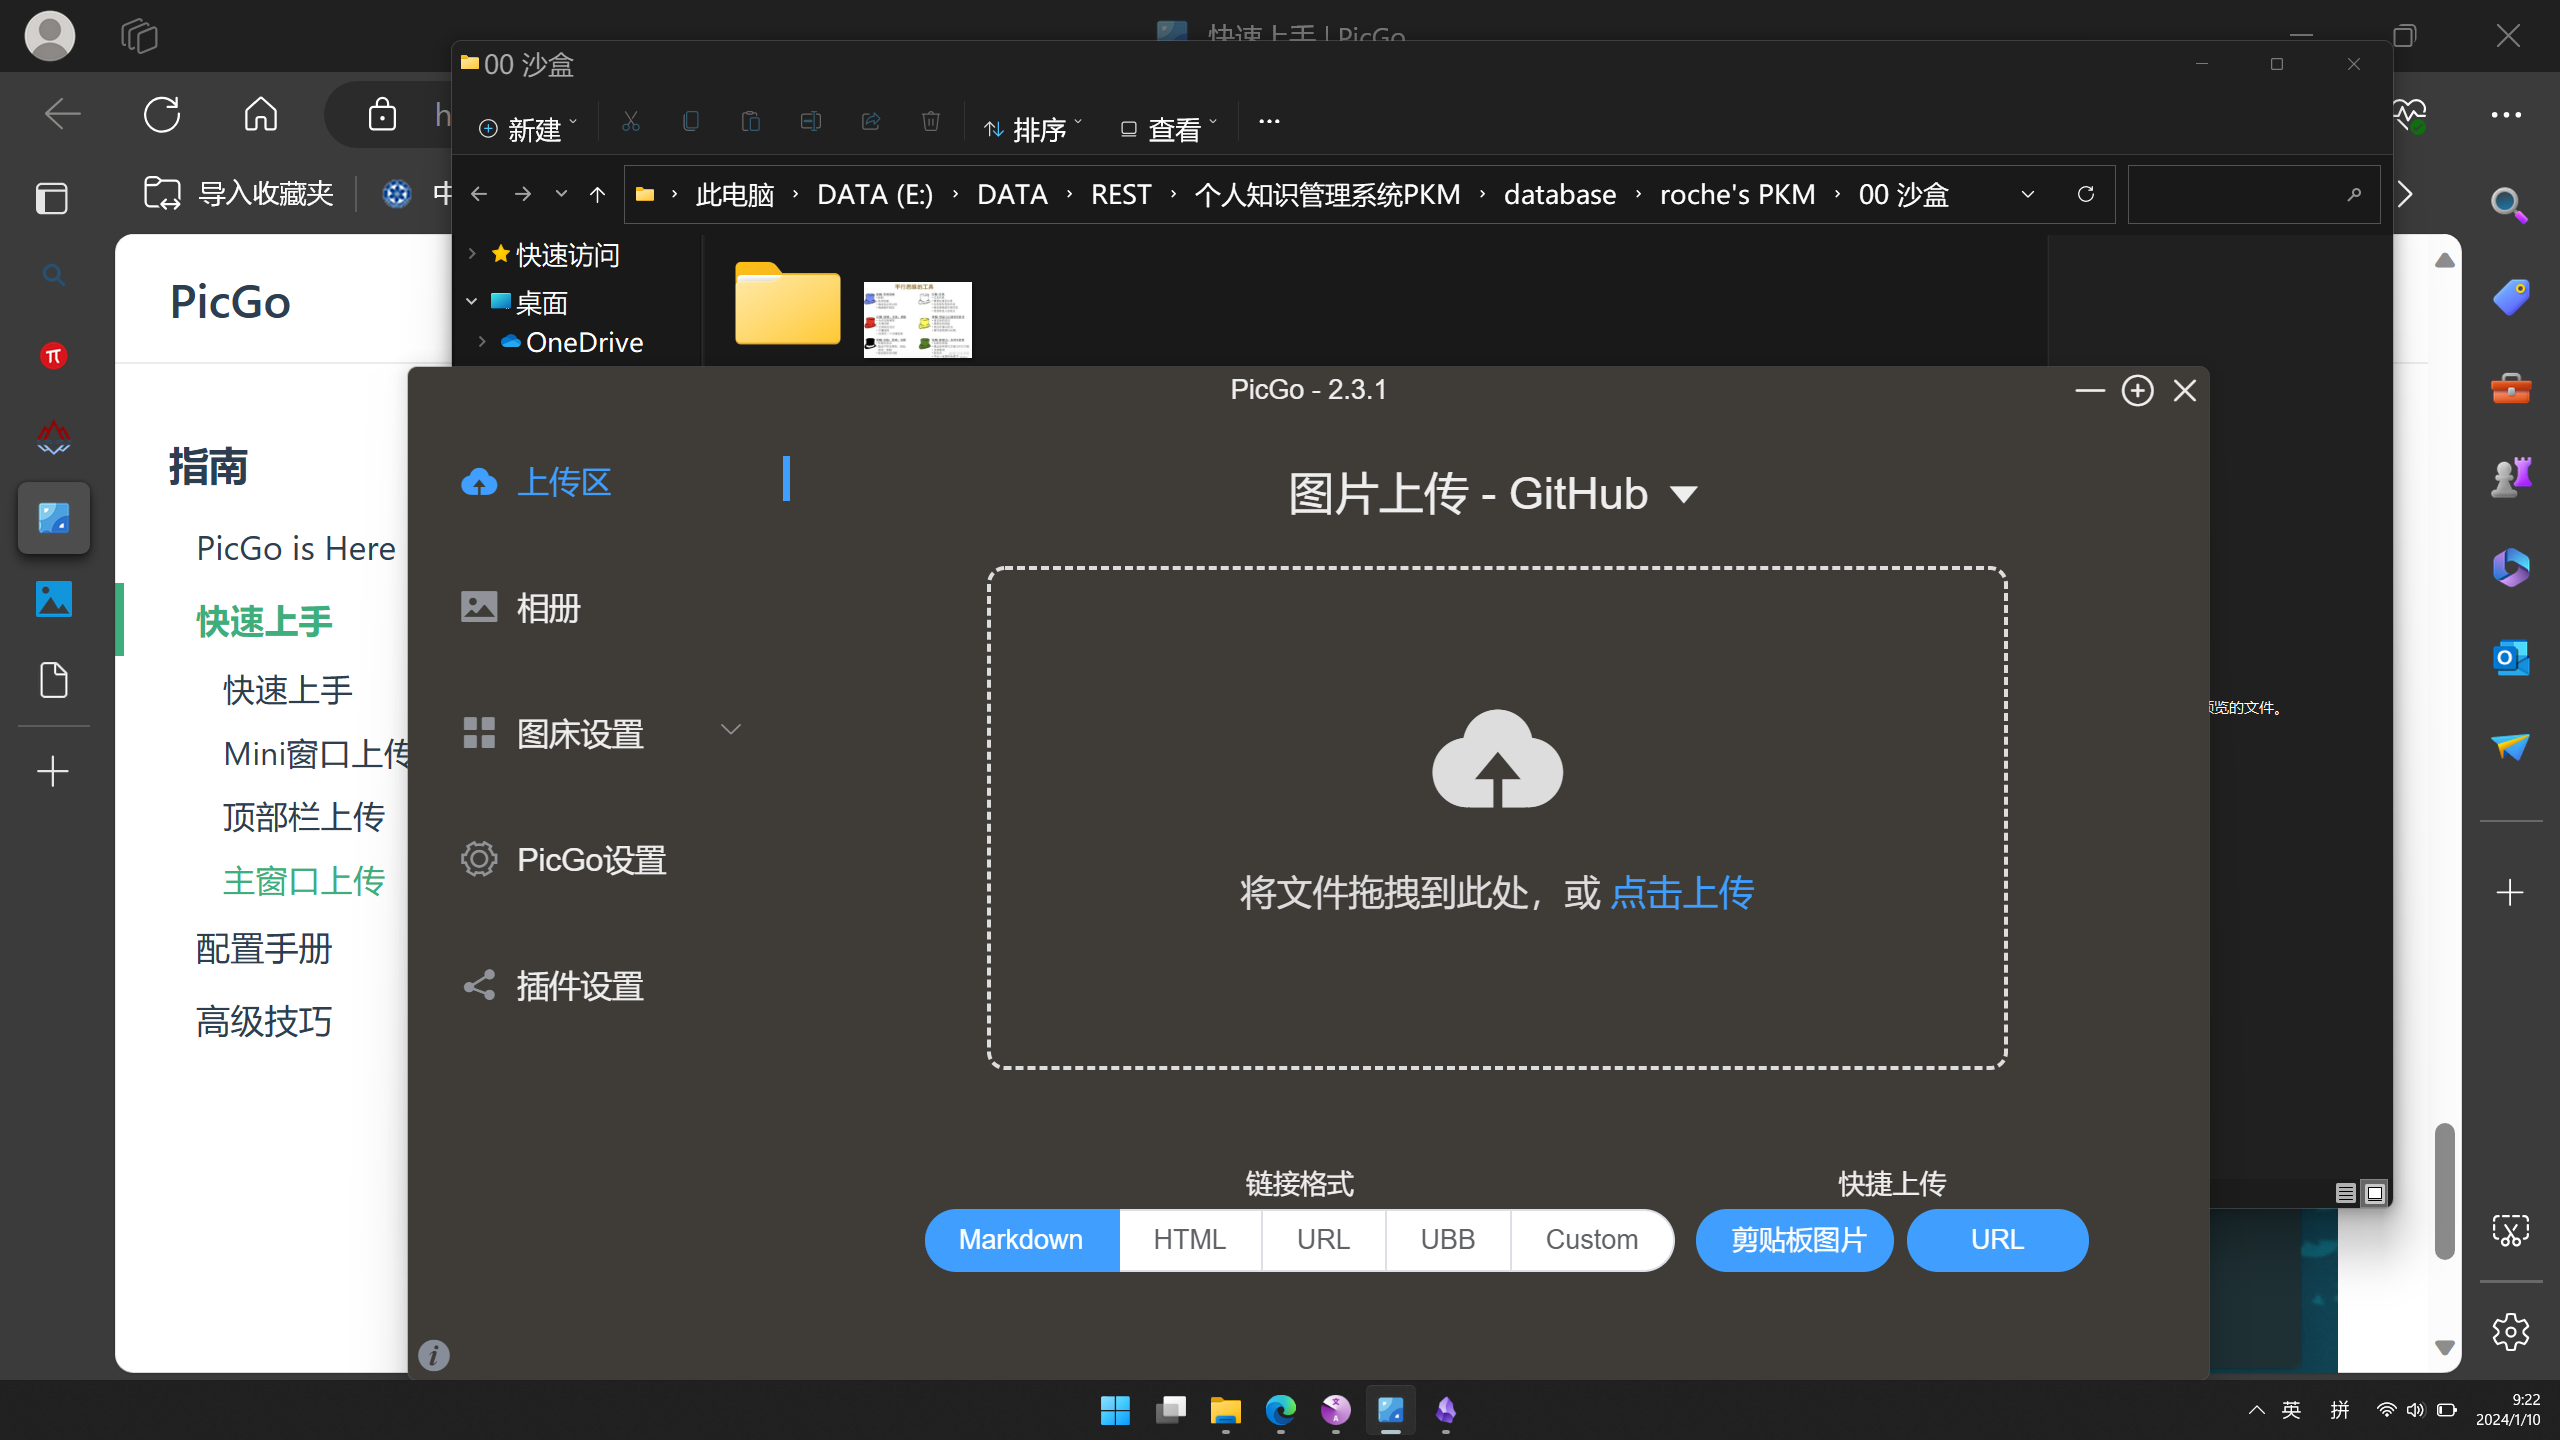 快速上手 | PicGo
00 沙盒
新建
排序
查看
导入收藏夹
此电脑 › DATA (E:) › DATA › REST › 个人知识管理系统PKM › database › roche's PKM › 00 沙盒
快速访问
桌面
OneDrive
平行思维的工具
PicGo
指南
PicGo is Here
快速上手
快速上手
Mini窗口上传
顶部栏上传
主窗口上传
配置手册
高级技巧
PicGo - 2.3.1
上传区
相册
图床设置
PicGo设置
插件设置
图片上传 - GitHub
将文件拖拽到此处，或 点击上传
览的文件。
链接格式
Markdown HTML URL UBB Custom
快捷上传
剪贴板图片 URL
英 拼
9:22
2024/1/10